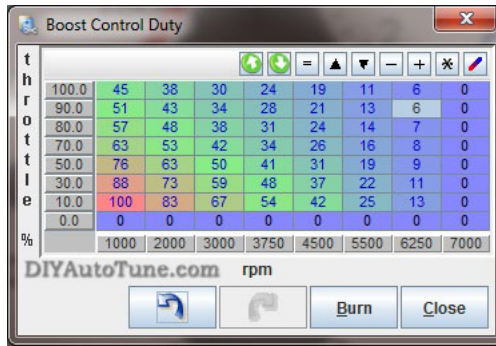 Boost Control Duty
throttle %
= - + *
100.0 45 38 30 24 19 11 6 0
90.0 51 43 34 28 21 13 6 0
80.0 57 48 38 31 24 14 7 0
70.0 63 53 42 34 26 16 8 0
50.0 76 63 50 41 31 19 9 0
30.0 88 73 59 48 37 22 11 0
10.0 100 83 67 54 42 25 13 0
0.0 0 0 0 0 0 0 0 0
1000 2000 3000 3750 4500 5500 6250 7000
DIYAutoTune.com rpm
Burn Close